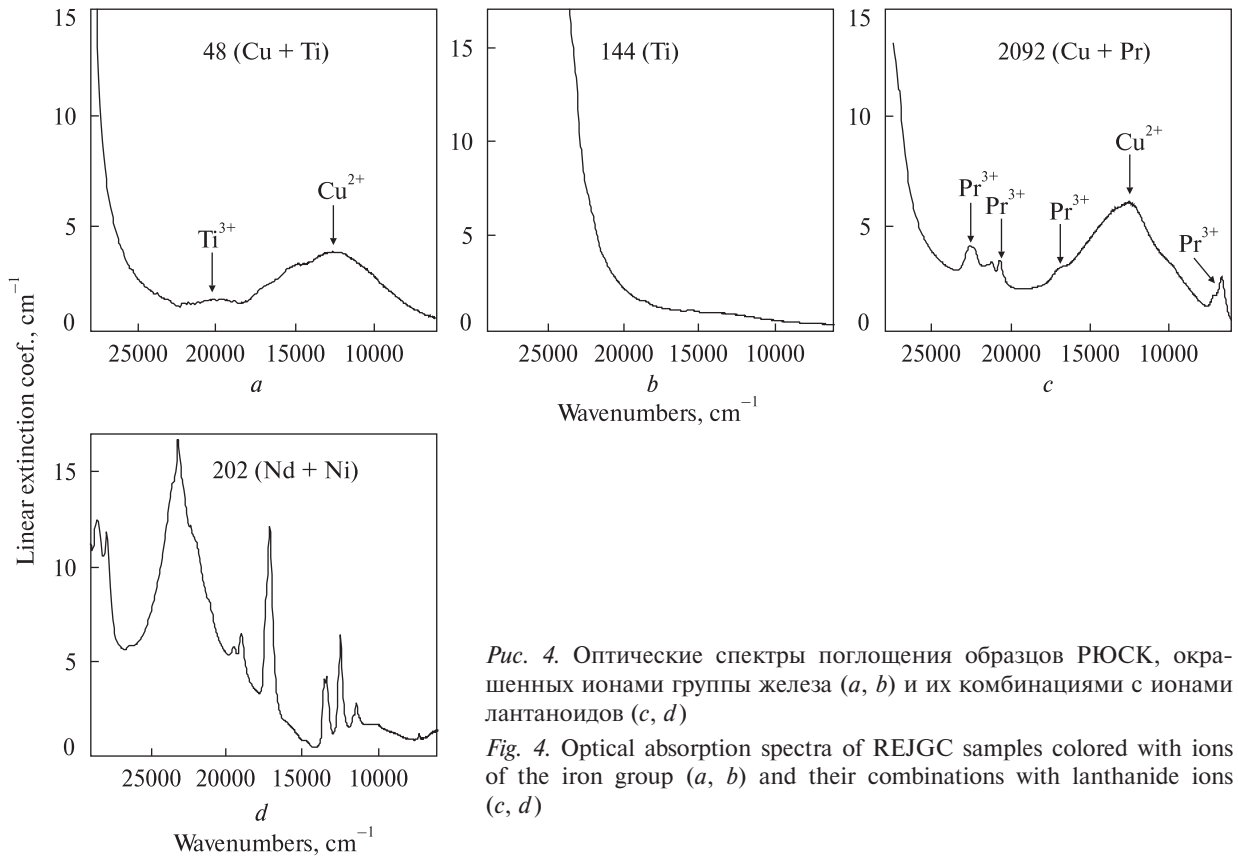 15
10
5
0
48 (Cu + Ti)
Ti³⁺
Cu²⁺
25000 20000 15000 10000
a
15
10
5
0
144 (Ti)
25000 20000 15000 10000
b
Wavenumbers, cm⁻¹
15
10
5
0
2092 (Cu + Pr)
Pr³⁺
Pr³⁺
Pr³⁺
Cu²⁺
Pr³⁺
25000 20000 15000 10000
c
Linear extinction coef., cm⁻¹
15
10
5
0
202 (Nd + Ni)
25000 20000 15000 10000
d
Wavenumbers, cm⁻¹
Рис. 4. Оптические спектры поглощения образцов РЮСК, окра-
шенных ионами группы железа (a, b) и их комбинациями с ионами
лантаноидов (c, d)
Fig. 4. Optical absorption spectra of REJGC samples colored with ions
of the iron group (a, b) and their combinations with lanthanide ions
(c, d)